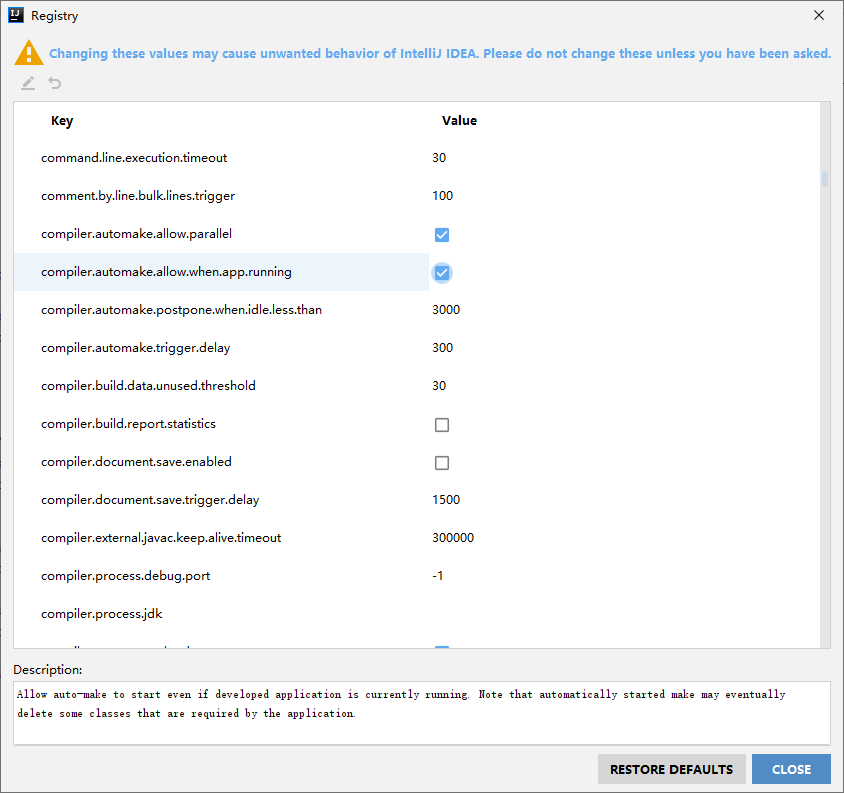 IJ Registry
Changing these values may cause unwanted behavior of IntelliJ IDEA. Please do not change these unless you have been asked.
Key Value
command.line.execution.timeout 30
comment.by.line.bulk.lines.trigger 100
compiler.automake.allow.parallel
compiler.automake.allow.when.app.running
compiler.automake.postpone.when.idle.less.than 3000
compiler.automake.trigger.delay 300
compiler.build.data.unused.threshold 30
compiler.build.report.statistics
compiler.document.save.enabled
compiler.document.save.trigger.delay 1500
compiler.external.javac.keep.alive.timeout 300000
compiler.process.debug.port -1
compiler.process.jdk
Description:
Allow auto-make to start even if developed application is currently running. Note that automatically started make may eventually
delete some classes that are required by the application.
RESTORE DEFAULTS CLOSE